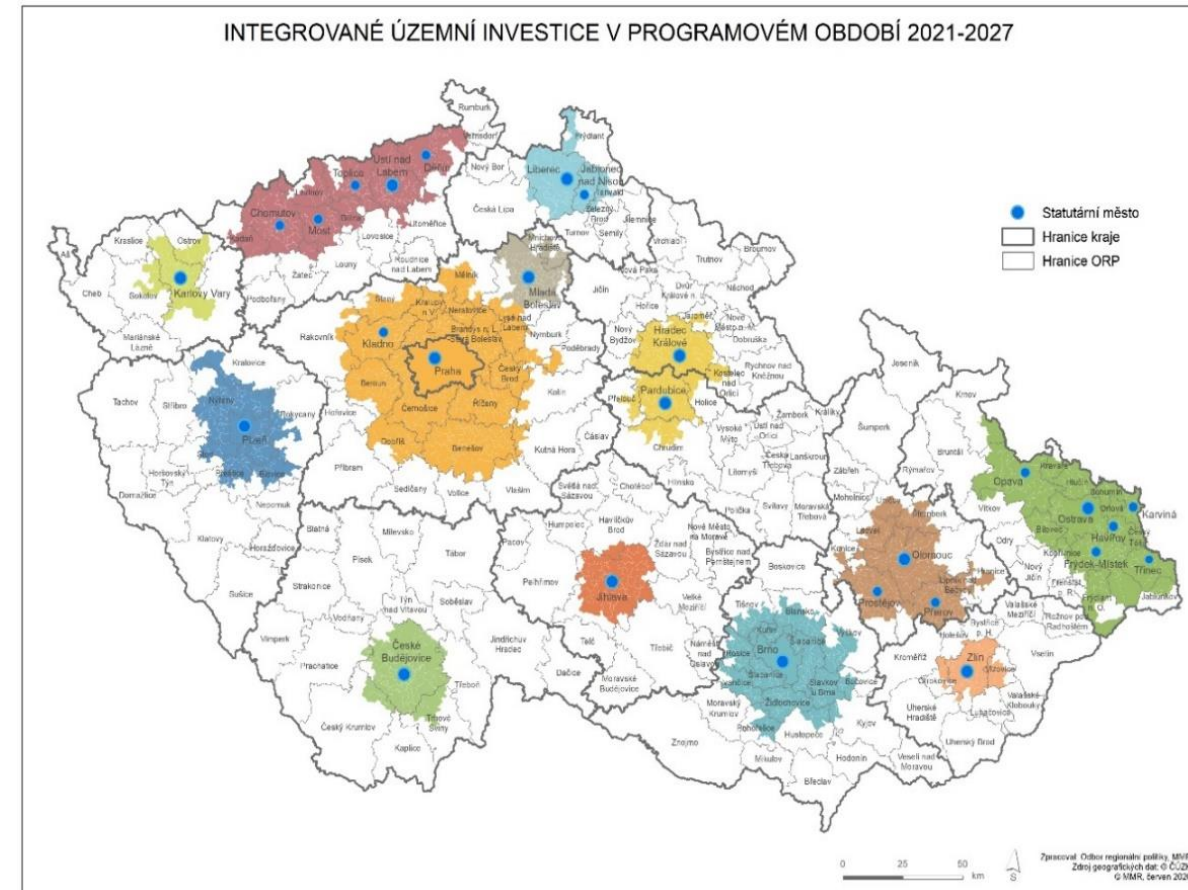 INTEGROVANÉ ÚZEMNÍ INVESTICE V PROGRAMOVÉM OBDOBÍ 2021-2027
Statutární město
Hranice kraje
Hranice ORP
Rumburk
Frýdlant
Nový Bor
Děčín
Ústí nad
Labem
Teplice
Liberec
Jablonec
nad Nisou
Česká Lípa
Železný
Brod
Jilemnice
Turnov
Semily
Chomutov
Most
Litoměřice
Lovosice
Roudnice
nad Labem
Kadaň
Louny
Žatec
Podbořany
Vrchlabí
Trutnov
Broumov
Kraslice
Ostrov
Aš
Cheb
Sokolov
Karlovy Vary
Mariánské
Lázně
Mělník
Mladá
Boleslav
Jičín
Nová Paka
Hořice
Dvůr
Králové n. L.
Náchod
Jaroměř
Nové
Město n. M.
Dobruška
Slaný
Kralupy
n. V.
Neratovice
Lysá nad
Labem
Brandýs n. L.
Stará Boleslav
Nymburk
Poděbrady
Nový
Bydžov
Hradec
Králové
Rychnov nad
Kněžnou
Kostelec
nad
Orlicí
Rakovník
Kladno
Praha
Český
Brod
Kolín
Beroun
Říčany
Černošice
Hořovice
Dobříš
Benešov
Kutná Hora
Čáslav
Přelouč
Pardubice
Holice
Chrudim
Vysoké
Mýto
Ústí nad
Orlicí
Žamberk
Králíky
Česká
Třebová
Lanškroun
Litomyšl
Hlinsko
Polička
Svitavy
Moravská
Třebová
Kralovice
Tachov
Stříbro
Nýřany
Rokycany
Plzeň
Horšovský
Týn
Přeštice
Blovice
Domažlice
Nepomuk
Klatovy
Horažďovice
Sušice
Příbram
Sedlčany
Votice
Vlašim
Světlá nad
Sázavou
Chotěboř
Havlíčkův
Brod
Humpolec
Pacov
Pelhřimov
Nové Město
na Moravě
Žďár nad
Sázavou
Bystřice nad
Pernštejnem
Jihlava
Velké
Meziříčí
Telč
Třebíč
Náměšť
nad
Oslavou
Moravské
Budějovice
Blatná
Milevsko
Písek
Tábor
Strakonice
Soběslav
Týn
nad Vltavou
Vodňany
Vimperk
Prachatice
Jindřichův
Hradec
Dačice
České
Budějovice
Třeboň
Trhové
Sviny
Český Krumlov
Kaplice
Jeseník
Krnov
Šumperk
Bruntál
Rýmařov
Zábřeh
Mohelnice
Šternberk
Litovel
Konice
Olomouc
Prostějov
Přerov
Lipník nad
Bečvou
Hranice
Opava
Kravaře
Hlučín
Bohumín
Orlová
Karviná
Ostrava
Havířov
Vítkov
Bílovec
Odry
Nový
Jičín
Kopřivnice
Frýdek-Místek
Třinec
Jablunkov
Boskovice
Tišnov
Blansko
Kuřim
Vyškov
Rosice
Brno
Šlapanice
Slavkov
u Brna
Bučovice
Ivančice
Židlochovice
Moravský
Krumlov
Pohořelice
Hustopeče
Kyjov
Znojmo
Mikulov
Břeclav
Hodonín
Veselí nad
Moravou
Kroměříž
Holešov
Bystřice
p. H.
Valašské
Meziříčí
Rožnov pod
Radhoštěm
Vsetín
Zlín
Vizovice
Otrokovice
Uherské
Hradiště
Luhačovice
Valašské
Klobouky
Uherský Brod
0 25 50
km
S
Zpracoval: Odbor regionální politiky, MMR
Zdroj geografických dat: © ČÚZK